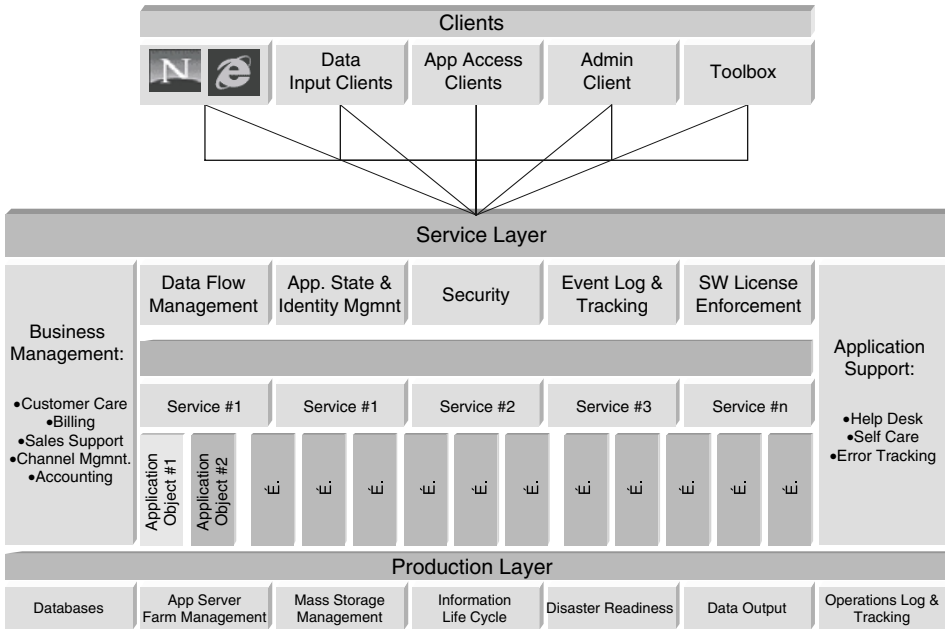 Clients
N e
Data
Input Clients
App Access
Clients
Admin
Client
Toolbox
Service Layer
Business
Management:
•Customer Care
•Billing
•Sales Support
•Channel Mgmnt.
•Accounting
Data Flow
Management
App. State &
Identity Mgmnt
Security
Event Log &
Tracking
SW License
Enforcement
Service #1
Service #1
Service #2
Service #3
Service #n
Application
Object #1
Application
Object #2
É.
É.
É.
É.
É.
É.
É.
É.
É.
É.
É.
Application
Support:
•Help Desk
•Self Care
•Error Tracking
Production Layer
Databases
App Server
Farm Management
Mass Storage
Management
Information
Life Cycle
Disaster Readiness
Data Output
Operations Log &
Tracking